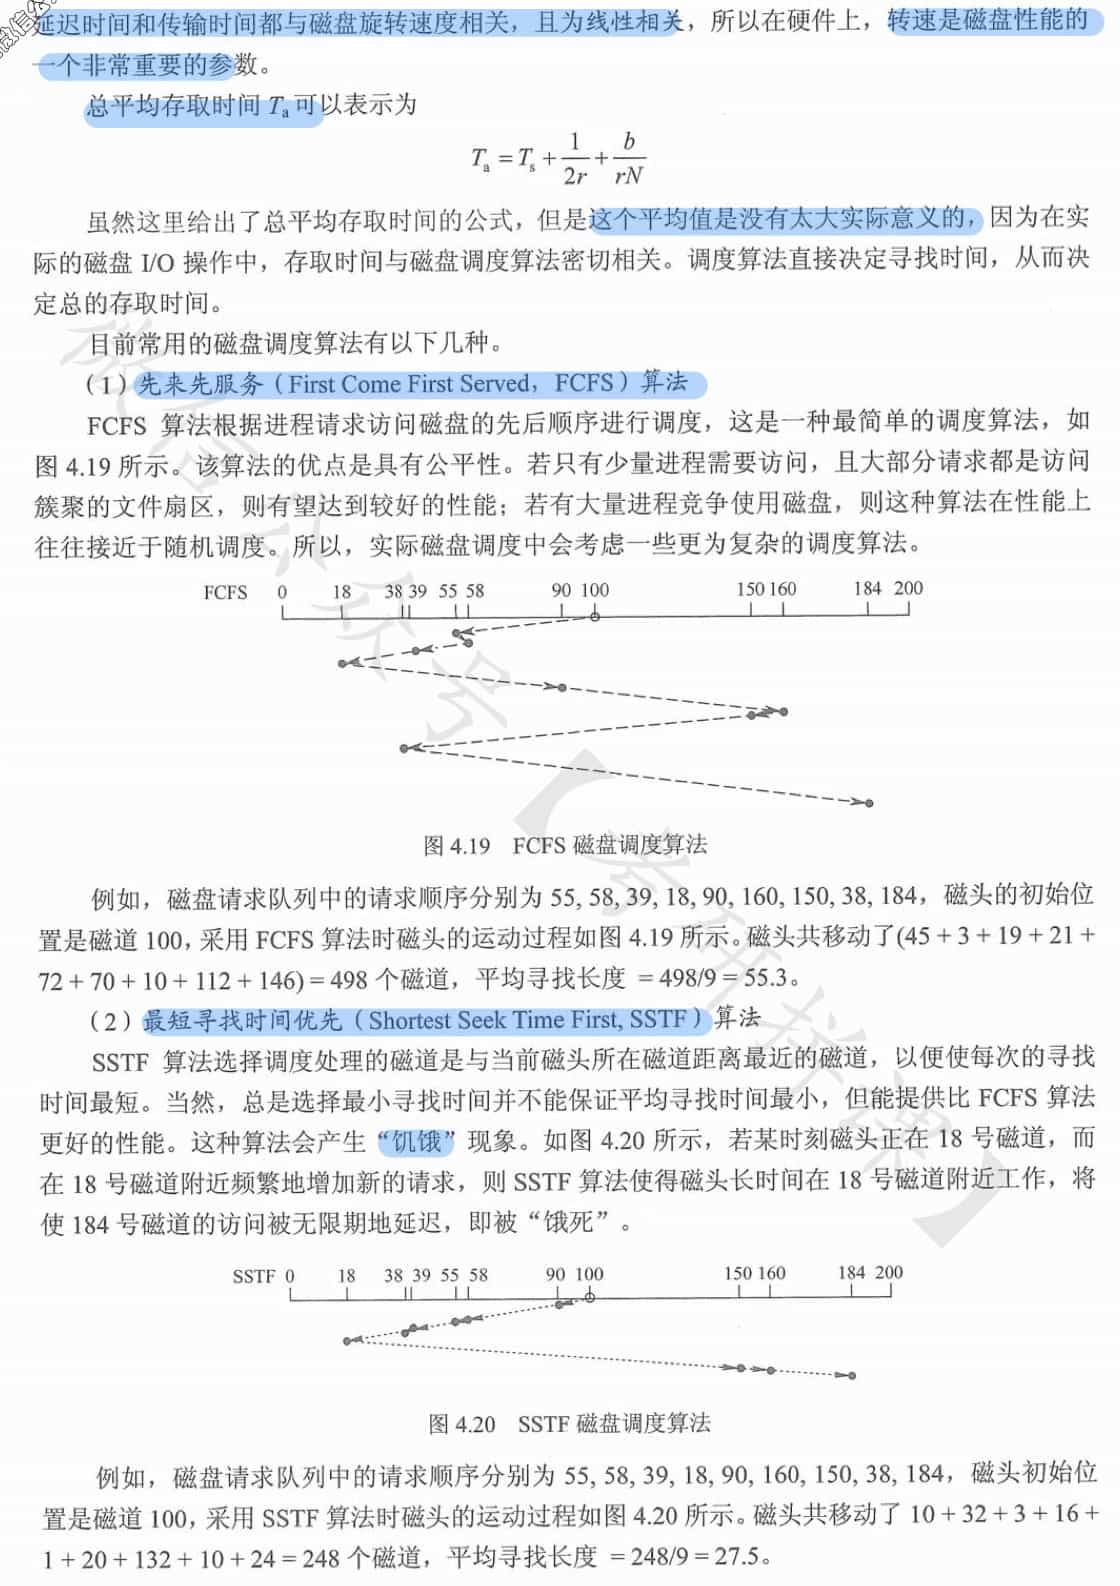 延迟时间和传输时间都与磁盘旋转速度相关，且为线性相关，所以在硬件上，转速是磁盘性能的
一个非常重要的参数。
总平均存取时间 Ta 可以表示为
Ta = Ts + 1/2r + b/rN
虽然这里给出了总平均存取时间的公式，但是这个平均值是没有太大实际意义的，因为在实
际的磁盘 I/O 操作中，存取时间与磁盘调度算法密切相关。调度算法直接决定寻找时间，从而决
定总的存取时间。
目前常用的磁盘调度算法有以下几种。
（1）先来先服务（First Come First Served，FCFS）算法
FCFS 算法根据进程请求访问磁盘的先后顺序进行调度，这是一种最简单的调度算法，如
图 4.19 所示。该算法的优点是具有公平性。若只有少量进程需要访问，且大部分请求都是访问
簇聚的文件扇区，则有望达到较好的性能；若有大量进程竞争使用磁盘，则这种算法在性能上
往往接近于随机调度。所以，实际磁盘调度中会考虑一些更为复杂的调度算法。
FCFS 0 18 38 39 55 58 90 100 150 160 184 200
图 4.19 FCFS 磁盘调度算法
例如，磁盘请求队列中的请求顺序分别为 55, 58, 39, 18, 90, 160, 150, 38, 184，磁头的初始位
置是磁道 100，采用 FCFS 算法时磁头的运动过程如图 4.19 所示。磁头共移动了(45 + 3 + 19 + 21 +
72 + 70 + 10 + 112 + 146) = 498 个磁道，平均寻找长度 = 498/9 = 55.3。
（2）最短寻找时间优先（Shortest Seek Time First, SSTF）算法
SSTF 算法选择调度处理的磁道是与当前磁头所在磁道距离最近的磁道，以便使每次的寻找
时间最短。当然，总是选择最小寻找时间并不能保证平均寻找时间最小，但能提供比 FCFS 算法
更好的性能。这种算法会产生“饥饿”现象。如图 4.20 所示，若某时刻磁头正在 18 号磁道，而
在 18 号磁道附近频繁地增加新的请求，则 SSTF 算法使得磁头长时间在 18 号磁道附近工作，将
使 184 号磁道的访问被无限期地延迟，即被“饿死”。
SSTF 0 18 38 39 55 58 90 100 150 160 184 200
图 4.20 SSTF 磁盘调度算法
例如，磁盘请求队列中的请求顺序分别为 55, 58, 39, 18, 90, 160, 150, 38, 184，磁头初始位
置是磁道 100，采用 SSTF 算法时磁头的运动过程如图 4.20 所示。磁头共移动了 10 + 32 + 3 + 16 +
1 + 20 + 132 + 10 + 24 = 248 个磁道，平均寻找长度 = 248/9 = 27.5。
微信公众号【考研拼课】